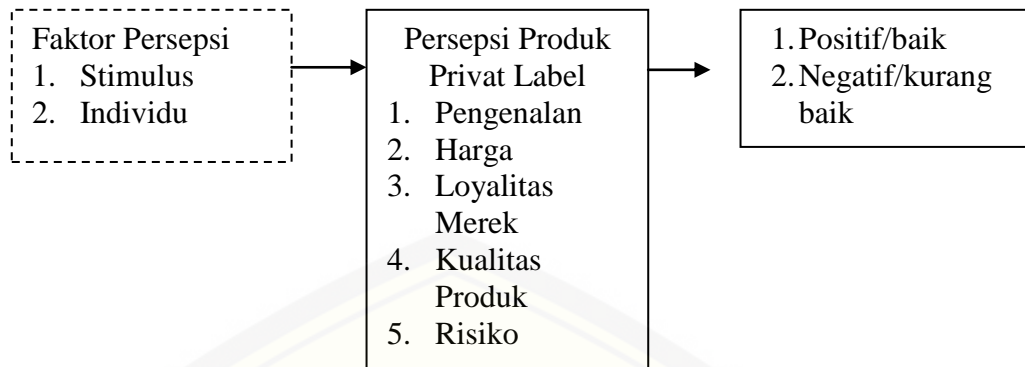 Faktor Persepsi
1. Stimulus
2. Individu
Persepsi Produk
Privat Label
1. Pengenalan
2. Harga
3. Loyalitas
Merek
4. Kualitas
Produk
5. Risiko
1. Positif/baik
2. Negatif/kurang
baik